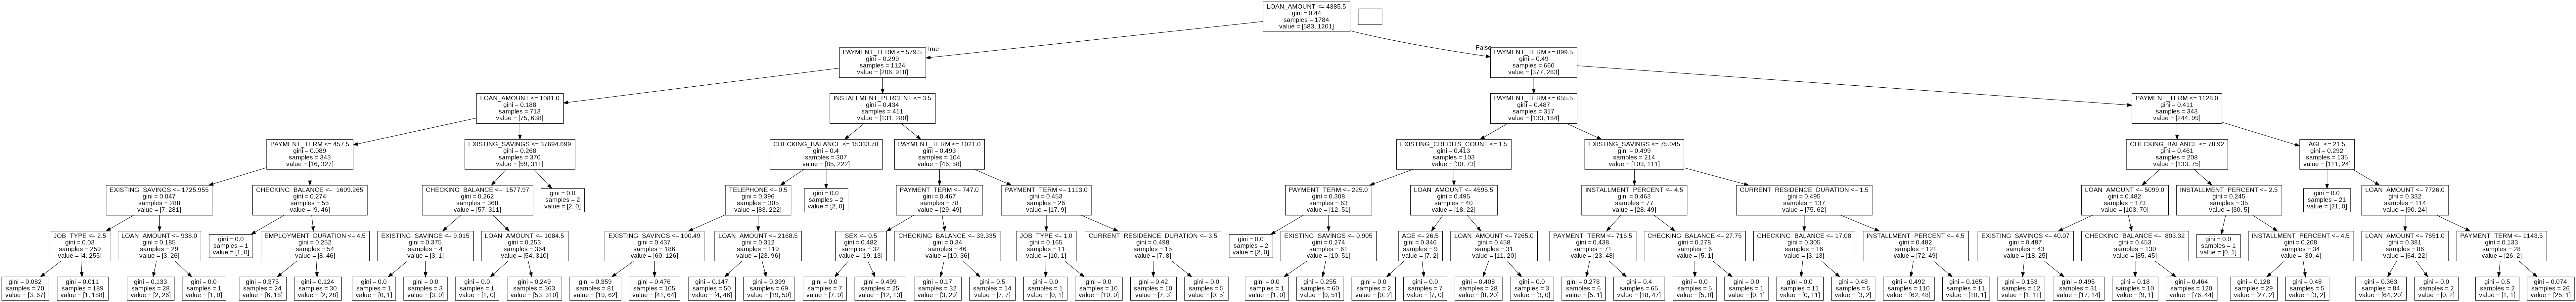 LOAN_AMOUNT <= 4385.5
gini = 0.44
samples = 1784
value = [583, 1201]
True
False
PAYMENT_TERM <= 579.5
gini = 0.299
samples = 1124
value = [206, 918]
PAYMENT_TERM <= 899.5
gini = 0.49
samples = 660
value = [377, 283]
LOAN_AMOUNT <= 1081.0
gini = 0.188
samples = 713
value = [75, 638]
INSTALLMENT_PERCENT <= 3.5
gini = 0.434
samples = 411
value = [131, 280]
PAYMENT_TERM <= 655.5
gini = 0.487
samples = 317
value = [133, 184]
PAYMENT_TERM <= 1128.0
gini = 0.411
samples = 343
value = [244, 99]
PAYMENT_TERM <= 457.5
gini = 0.089
samples = 343
value = [16, 327]
EXISTING_SAVINGS <= 37694.699
gini = 0.268
samples = 370
value = [59, 311]
CHECKING_BALANCE <= 15333.78
gini = 0.4
samples = 307
value = [85, 222]
PAYMENT_TERM <= 1021.0
gini = 0.493
samples = 104
value = [46, 58]
EXISTING_CREDITS_COUNT <= 1.5
gini = 0.413
samples = 103
value = [30, 73]
EXISTING_SAVINGS <= 75.045
gini = 0.499
samples = 214
value = [103, 111]
CHECKING_BALANCE <= 78.92
gini = 0.461
samples = 208
value = [133, 75]
AGE <= 21.5
gini = 0.292
samples = 135
value = [111, 24]
EXISTING_SAVINGS <= 1725.955
gini = 0.047
samples = 288
value = [7, 281]
CHECKING_BALANCE <= -1609.265
gini = 0.274
samples = 55
value = [9, 46]
CHECKING_BALANCE <= -1577.97
gini = 0.262
samples = 368
value = [57, 311]
gini = 0.0
samples = 2
value = [2, 0]
TELEPHONE <= 0.5
gini = 0.396
samples = 305
value = [83, 222]
gini = 0.0
samples = 2
value = [2, 0]
PAYMENT_TERM <= 747.0
gini = 0.467
samples = 78
value = [29, 49]
PAYMENT_TERM <= 1113.0
gini = 0.453
samples = 26
value = [17, 9]
PAYMENT_TERM <= 225.0
gini = 0.308
samples = 63
value = [12, 51]
LOAN_AMOUNT <= 4595.5
gini = 0.495
samples = 40
value = [18, 22]
INSTALLMENT_PERCENT <= 4.5
gini = 0.463
samples = 77
value = [28, 49]
CURRENT_RESIDENCE_DURATION <= 1.5
gini = 0.495
samples = 137
value = [75, 62]
LOAN_AMOUNT <= 5099.0
gini = 0.482
samples = 173
value = [103, 70]
INSTALLMENT_PERCENT <= 2.5
gini = 0.245
samples = 35
value = [30, 5]
gini = 0.0
samples = 21
value = [21, 0]
LOAN_AMOUNT <= 7726.0
gini = 0.332
samples = 114
value = [90, 24]
JOB_TYPE <= 2.5
gini = 0.03
samples = 259
value = [4, 255]
LOAN_AMOUNT <= 938.0
gini = 0.185
samples = 29
value = [3, 26]
gini = 0.0
samples = 1
value = [1, 0]
EMPLOYMENT_DURATION <= 4.5
gini = 0.252
samples = 54
value = [8, 46]
EXISTING_SAVINGS <= 9.015
gini = 0.375
samples = 4
value = [3, 1]
LOAN_AMOUNT <= 1084.5
gini = 0.253
samples = 364
value = [54, 310]
EXISTING_SAVINGS <= 100.49
gini = 0.437
samples = 186
value = [60, 126]
LOAN_AMOUNT <= 2168.5
gini = 0.312
samples = 119
value = [23, 96]
SEX <= 0.5
gini = 0.482
samples = 32
value = [19, 13]
CHECKING_BALANCE <= 33.335
gini = 0.34
samples = 46
value = [10, 36]
JOB_TYPE <= 1.0
gini = 0.165
samples = 11
value = [10, 1]
CURRENT_RESIDENCE_DURATION <= 3.5
gini = 0.498
samples = 15
value = [7, 8]
gini = 0.0
samples = 2
value = [2, 0]
EXISTING_SAVINGS <= 0.905
gini = 0.274
samples = 61
value = [10, 51]
AGE <= 26.5
gini = 0.346
samples = 9
value = [7, 2]
LOAN_AMOUNT <= 7265.0
gini = 0.458
samples = 31
value = [11, 20]
PAYMENT_TERM <= 716.5
gini = 0.438
samples = 71
value = [23, 48]
CHECKING_BALANCE <= 27.75
gini = 0.278
samples = 6
value = [5, 1]
CHECKING_BALANCE <= 17.08
gini = 0.305
samples = 16
value = [3, 13]
INSTALLMENT_PERCENT <= 4.5
gini = 0.482
samples = 121
value = [72, 49]
EXISTING_SAVINGS <= 40.07
gini = 0.487
samples = 43
value = [18, 25]
CHECKING_BALANCE <= -803.32
gini = 0.453
samples = 130
value = [85, 45]
gini = 0.0
samples = 1
value = [0, 1]
INSTALLMENT_PERCENT <= 4.5
gini = 0.208
samples = 34
value = [30, 4]
LOAN_AMOUNT <= 7651.0
gini = 0.381
samples = 86
value = [64, 22]
PAYMENT_TERM <= 1143.5
gini = 0.133
samples = 28
value = [26, 2]
gini = 0.082
samples = 70
value = [3, 67]
gini = 0.011
samples = 189
value = [1, 188]
gini = 0.133
samples = 28
value = [2, 26]
gini = 0.0
samples = 1
value = [1, 0]
gini = 0.375
samples = 24
value = [6, 18]
gini = 0.124
samples = 30
value = [2, 28]
gini = 0.0
samples = 1
value = [0, 1]
gini = 0.0
samples = 3
value = [3, 0]
gini = 0.0
samples = 1
value = [1, 0]
gini = 0.249
samples = 363
value = [53, 310]
gini = 0.359
samples = 81
value = [19, 62]
gini = 0.476
samples = 105
value = [41, 64]
gini = 0.147
samples = 50
value = [4, 46]
gini = 0.399
samples = 69
value = [19, 50]
gini = 0.0
samples = 7
value = [7, 0]
gini = 0.499
samples = 25
value = [12, 13]
gini = 0.17
samples = 32
value = [3, 29]
gini = 0.5
samples = 14
value = [7, 7]
gini = 0.0
samples = 1
value = [0, 1]
gini = 0.0
samples = 10
value = [10, 0]
gini = 0.42
samples = 10
value = [7, 3]
gini = 0.0
samples = 5
value = [0, 5]
gini = 0.0
samples = 1
value = [1, 0]
gini = 0.255
samples = 60
value = [9, 51]
gini = 0.0
samples = 2
value = [0, 2]
gini = 0.0
samples = 7
value = [7, 0]
gini = 0.408
samples = 28
value = [8, 20]
gini = 0.0
samples = 3
value = [3, 0]
gini = 0.278
samples = 6
value = [5, 1]
gini = 0.4
samples = 65
value = [18, 47]
gini = 0.0
samples = 5
value = [5, 0]
gini = 0.0
samples = 1
value = [0, 1]
gini = 0.0
samples = 11
value = [0, 11]
gini = 0.48
samples = 5
value = [3, 2]
gini = 0.492
samples = 110
value = [62, 48]
gini = 0.165
samples = 11
value = [10, 1]
gini = 0.153
samples = 12
value = [1, 11]
gini = 0.495
samples = 31
value = [17, 14]
gini = 0.18
samples = 10
value = [9, 1]
gini = 0.464
samples = 120
value = [76, 44]
gini = 0.128
samples = 29
value = [27, 2]
gini = 0.48
samples = 5
value = [3, 2]
gini = 0.363
samples = 84
value = [64, 20]
gini = 0.0
samples = 2
value = [0, 2]
gini = 0.5
samples = 2
value = [1, 1]
gini = 0.074
samples = 26
value = [25, 1]